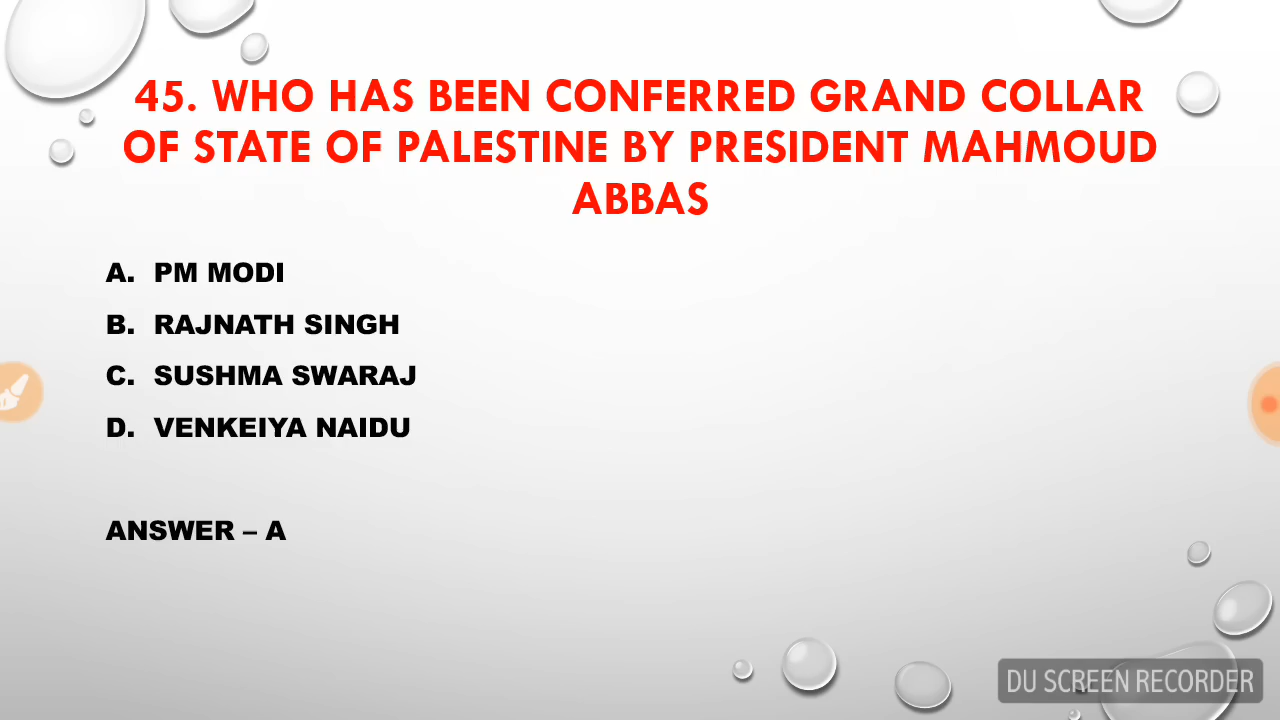 45. WHO HAS BEEN CONFERRED GRAND COLLAR
OF STATE OF PALESTINE BY PRESIDENT MAHMOUD
ABBAS
A. PM MODI
B. RAJNATH SINGH
C. SUSHMA SWARAJ
D. VENKEIYA NAIDU
ANSWER – A
DU SCREEN RECORDER